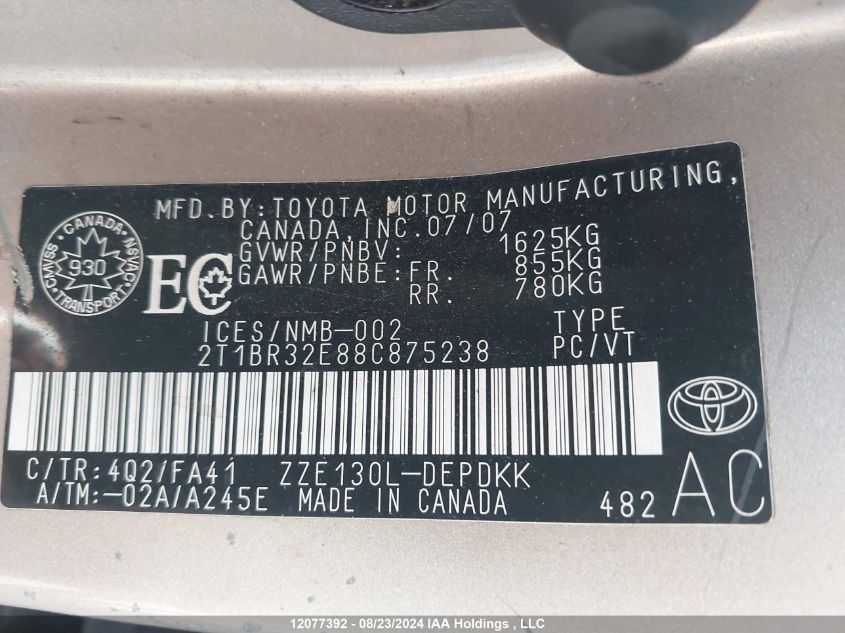 MFD.BY:TOYOTA MOTOR MANUFACTURING,
CANADA,INC.07/07
GVWR/PNBV: 1625KG
GAWR/PNBE:FR. 855KG
RR. 780KG
CANADA
CMVSS 930 NSVAC
TRANSPORT
EC
ICES/NMB-002 TYPE
2T1BR32E88C875238 PC/VT
C/TR:4Q2/FA41 ZZE130L-DEPDKK
A/TM:-02A/A245E MADE IN CANADA 482 AC
12077392 - 08/23/2024 IAA Holdings , LLC